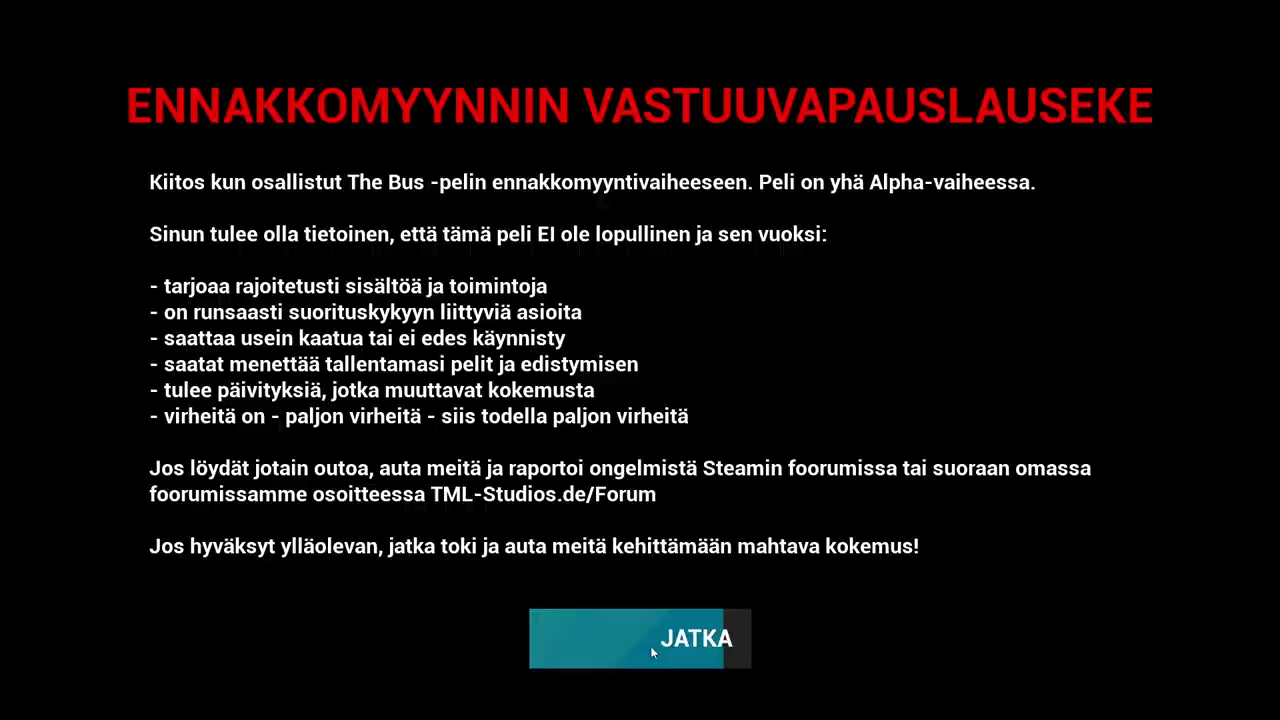 ENNAKKOMYYNNIN VASTUUVAPAUSLAUSEKE
Kiitos kun osallistut The Bus -pelin ennakkomyyntivaiheeseen. Peli on yhä Alpha-vaiheessa.
Sinun tulee olla tietoinen, että tämä peli EI ole lopullinen ja sen vuoksi:
- tarjoaa rajoitetusti sisältöä ja toimintoja
- on runsaasti suorituskykyyn liittyviä asioita
- saattaa usein kaatua tai ei edes käynnisty
- saatat menettää tallentamasi pelit ja edistymisen
- tulee päivityksiä, jotka muuttavat kokemusta
- virheitä on - paljon virheitä - siis todella paljon virheitä
Jos löydät jotain outoa, auta meitä ja raportoi ongelmistä Steamin foorumissa tai suoraan omassa
foorumissamme osoitteessa TML-Studios.de/Forum
Jos hyväksyt ylläolevan, jatka toki ja auta meitä kehittämään mahtava kokemus!
JATKA